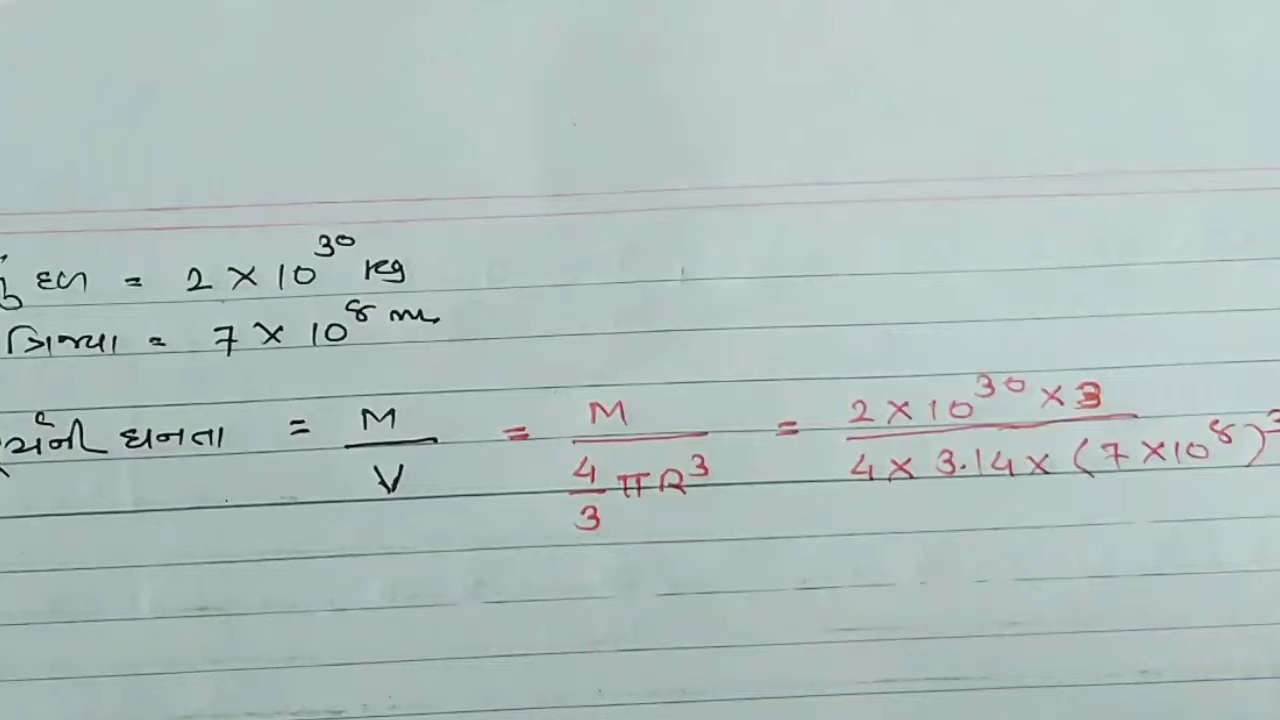 દળ = 2 × 10³⁰ kg
ત્રિજ્યા = 7 × 10⁸ m
ઘનતા = M/V = M/(4/3 πR³) = (2 × 10³⁰ × 3)/(4 × 3.14 × (7 × 10⁸)³)